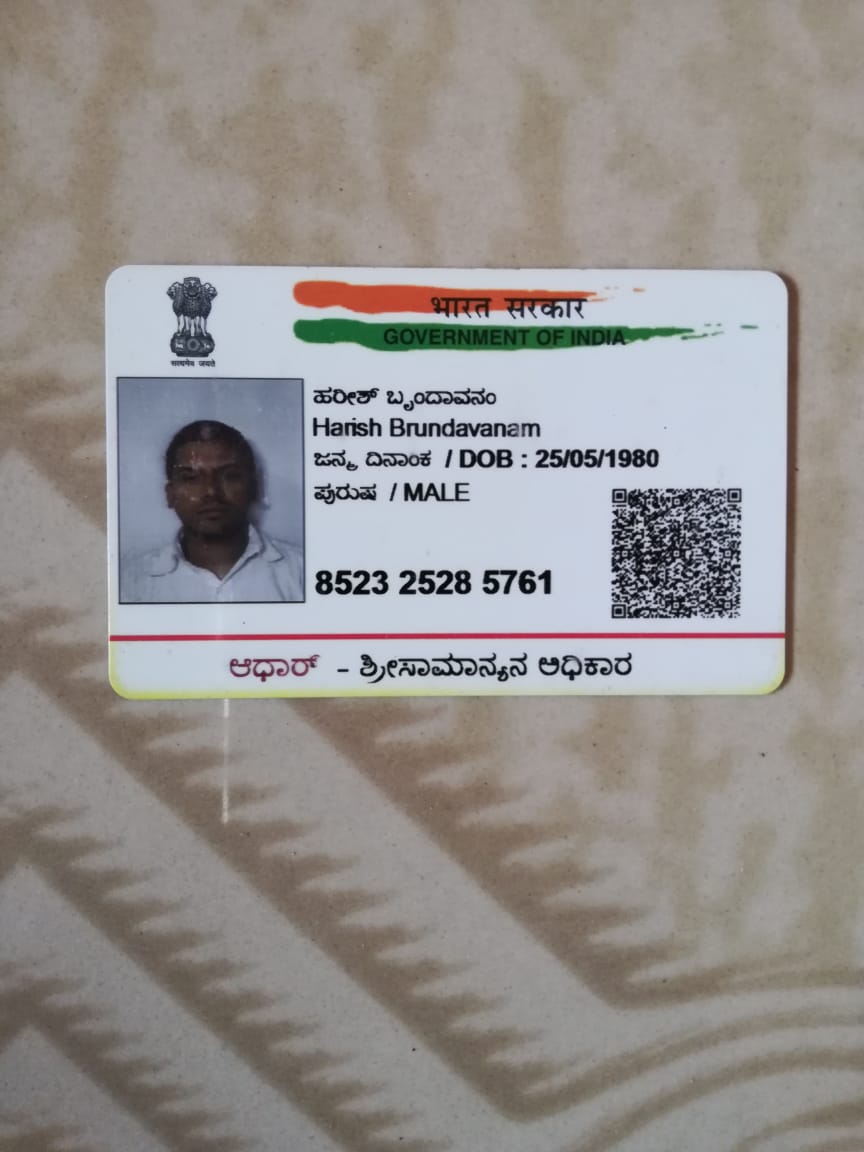 सत्यमेव जयते
भारत सरकार
GOVERNMENT OF INDIA
ಹರೀಶ್ ಬೃಂದಾವನಂ
Harish Brundavanam
ಜನ್ಮ ದಿನಾಂಕ / DOB : 25/05/1980
ಪುರುಷ / MALE
8523 2528 5761
ಆಧಾರ್ - ಶ್ರೀಸಾಮಾನ್ಯನ ಅಧಿಕಾರ